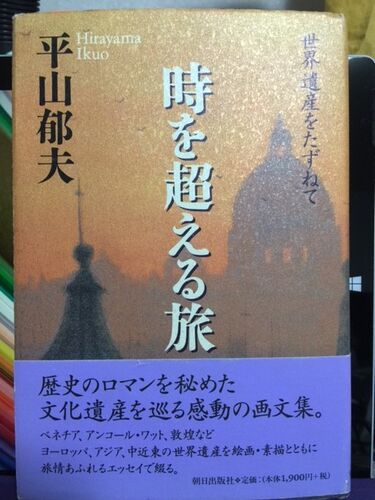 世界遺産をたずねて
時を超える旅
平山郁夫
Hirayama
Ikuo
歴史のロマンを秘めた
文化遺産を巡る感動の画文集。
ベネチア、アンコール・ワット、敦煌など
ヨーロッパ、アジア、中近東の世界遺産を絵画・素描とともに
旅情あふれるエッセイで綴る。
朝日出版社・定価:(本体1,900円+税)